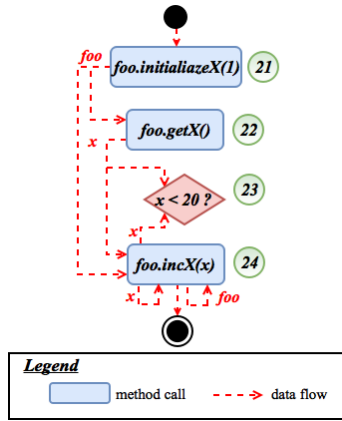 foo
foo.initialiazeX(1)
21
foo.getX()
22
x
x < 20 ?
23
x
foo.incX(x)
24
x
foo
Legend
method call
data flow